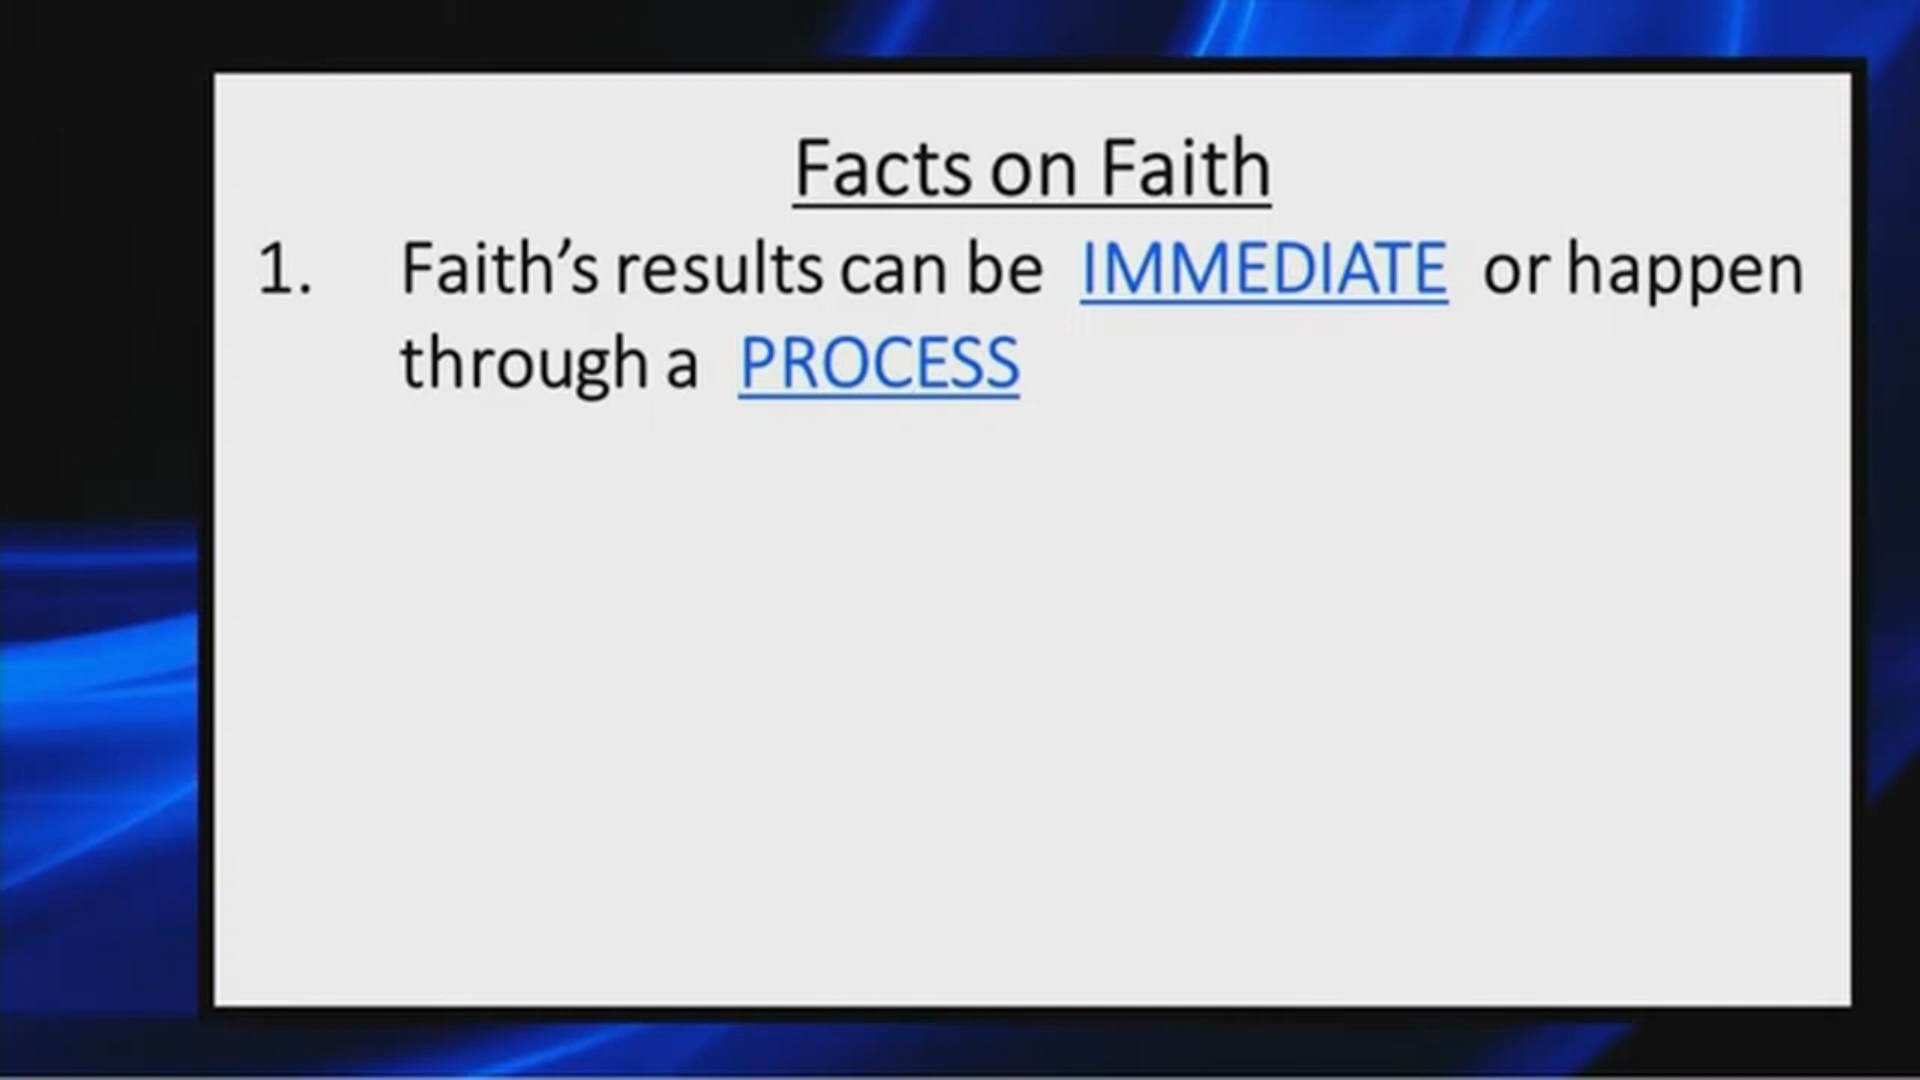 Facts on Faith
1. Faith’s results can be IMMEDIATE or happen
through a PROCESS